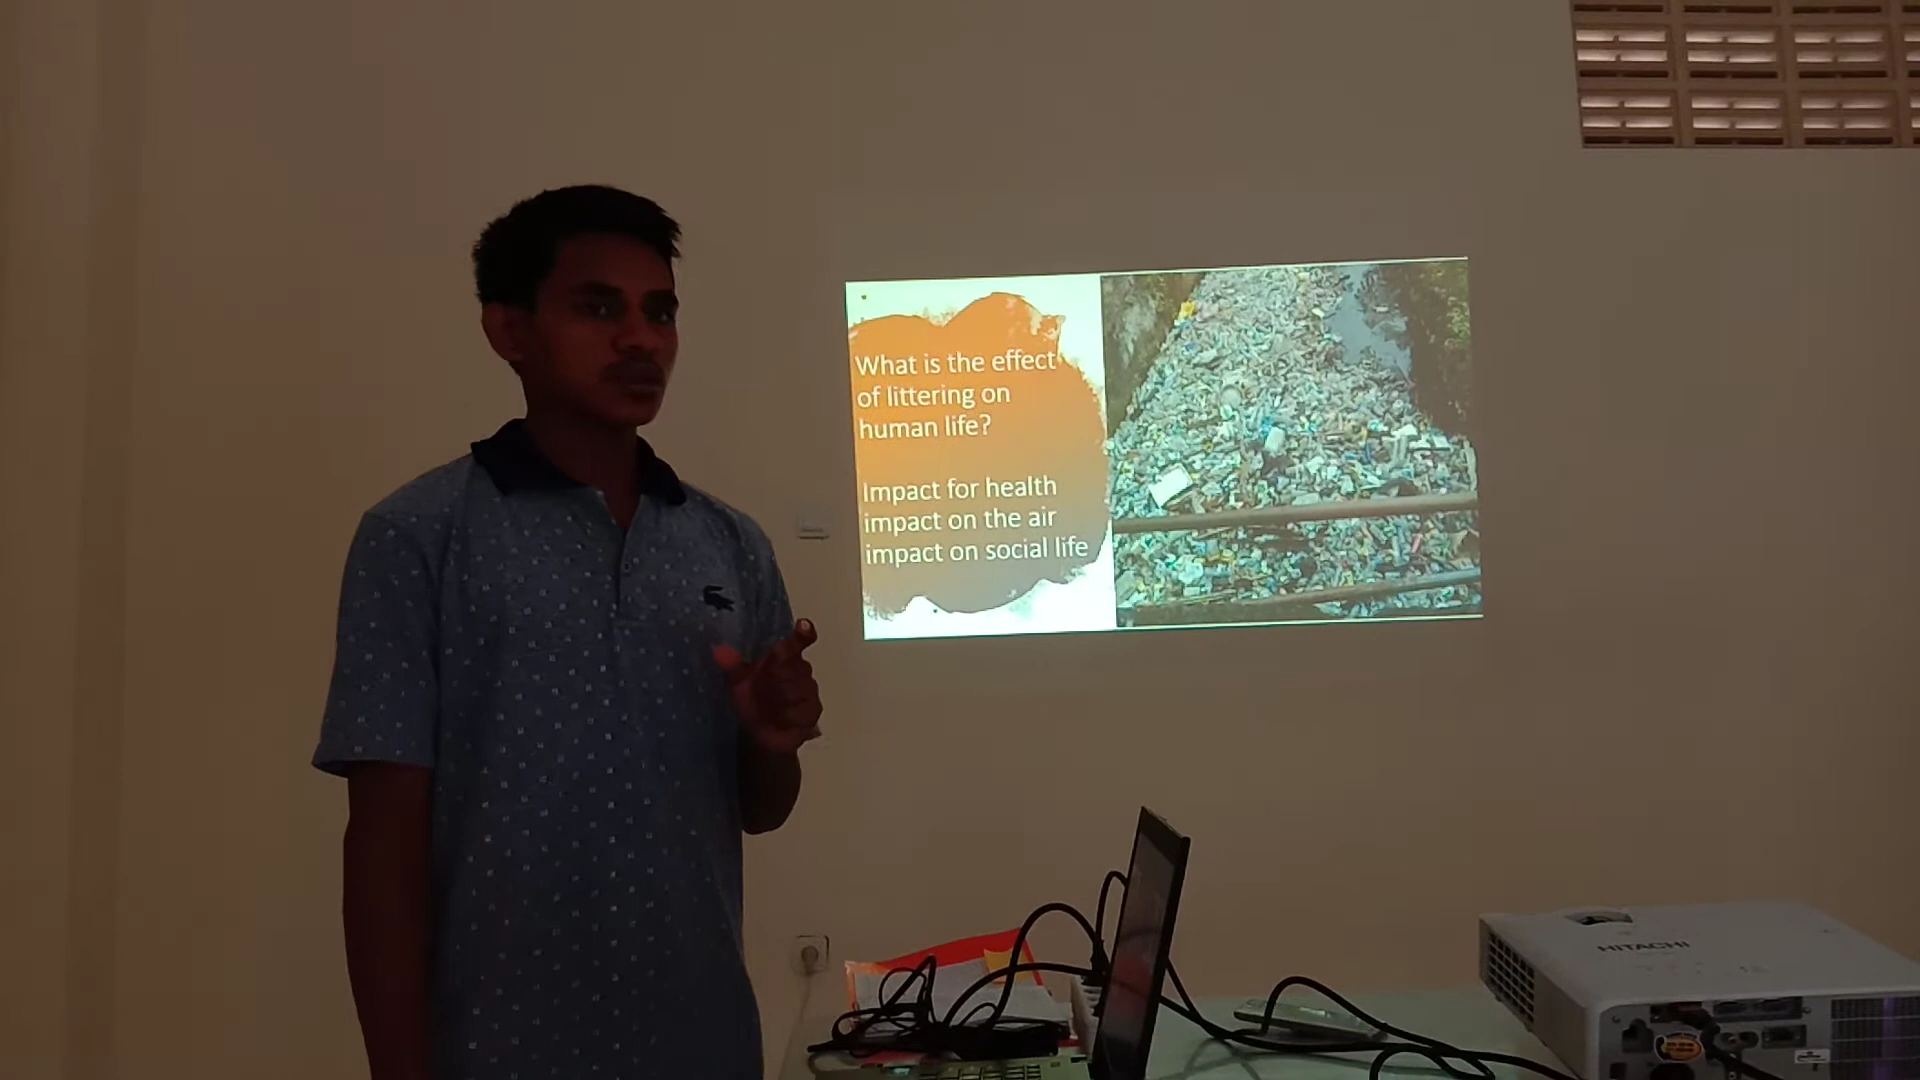 What is the effect
of littering on
human life?
Impact for health
impact on the air
impact on social life
HITACHI